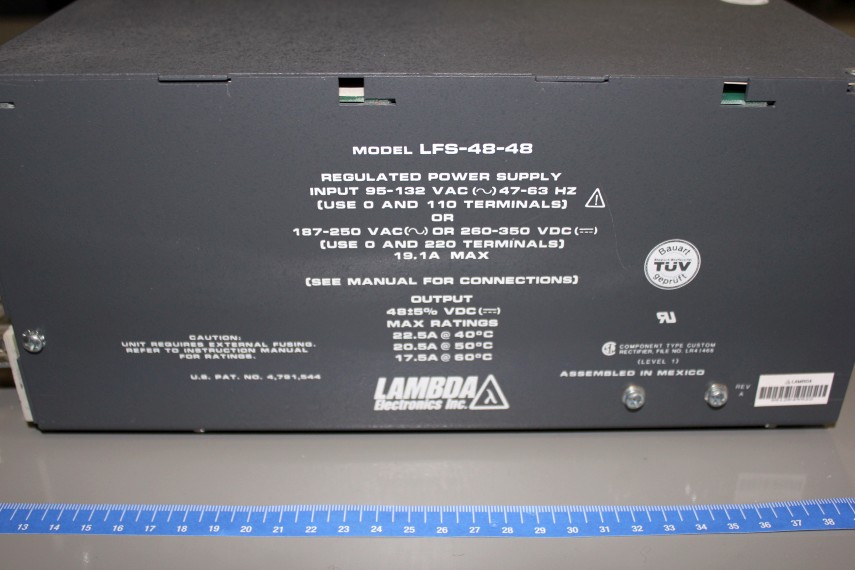 MODEL LFS-48-48
REGULATED POWER SUPPLY
INPUT 95-132 VAC (~) 47-63 HZ
(USE 0 AND 110 TERMINALS)
OR
187-250 VAC (~) OR 260-350 VDC (⎓)
(USE 0 AND 220 TERMINALS)
19.1A MAX
(SEE MANUAL FOR CONNECTIONS)
OUTPUT
48±5% VDC (⎓)
MAX RATINGS
22.5A @ 40°C
20.5A @ 50°C
17.5A @ 60°C
CAUTION:
UNIT REQUIRES EXTERNAL FUSING.
REFER TO INSTRUCTION MANUAL
FOR RATINGS.
U.S. PAT. NO. 4,781,544
LAMBDA λ
Electronics Inc.
Bauart
TÜV
geprüft
COMPONENT TYPE CUSTOM
RECTIFIER, FILE NO. LR41469
(LEVEL 1)
ASSEMBLED IN MEXICO
REV
A
LAMBDA
13 14 15 16 17 18 19 20 21 22 23 24 25 26 27 28 29 30 31 32 33 34 35 36 37 38